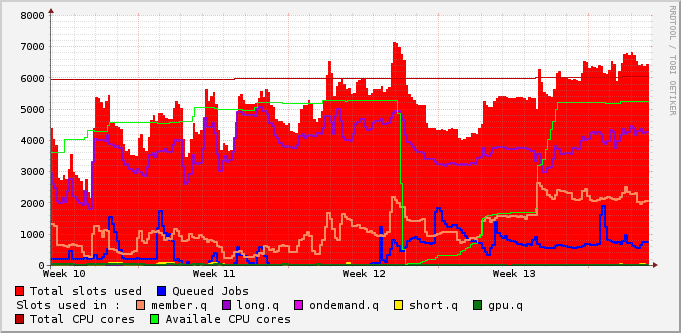 8000
7000
6000
5000
4000
3000
2000
1000
0
Week 10 Week 11 Week 12 Week 13
RRDTOOL / TOBI OETIKER
Total slots used Queued Jobs
Slots used in : member.q long.q ondemand.q short.q gpu.q
Total CPU cores Availale CPU cores